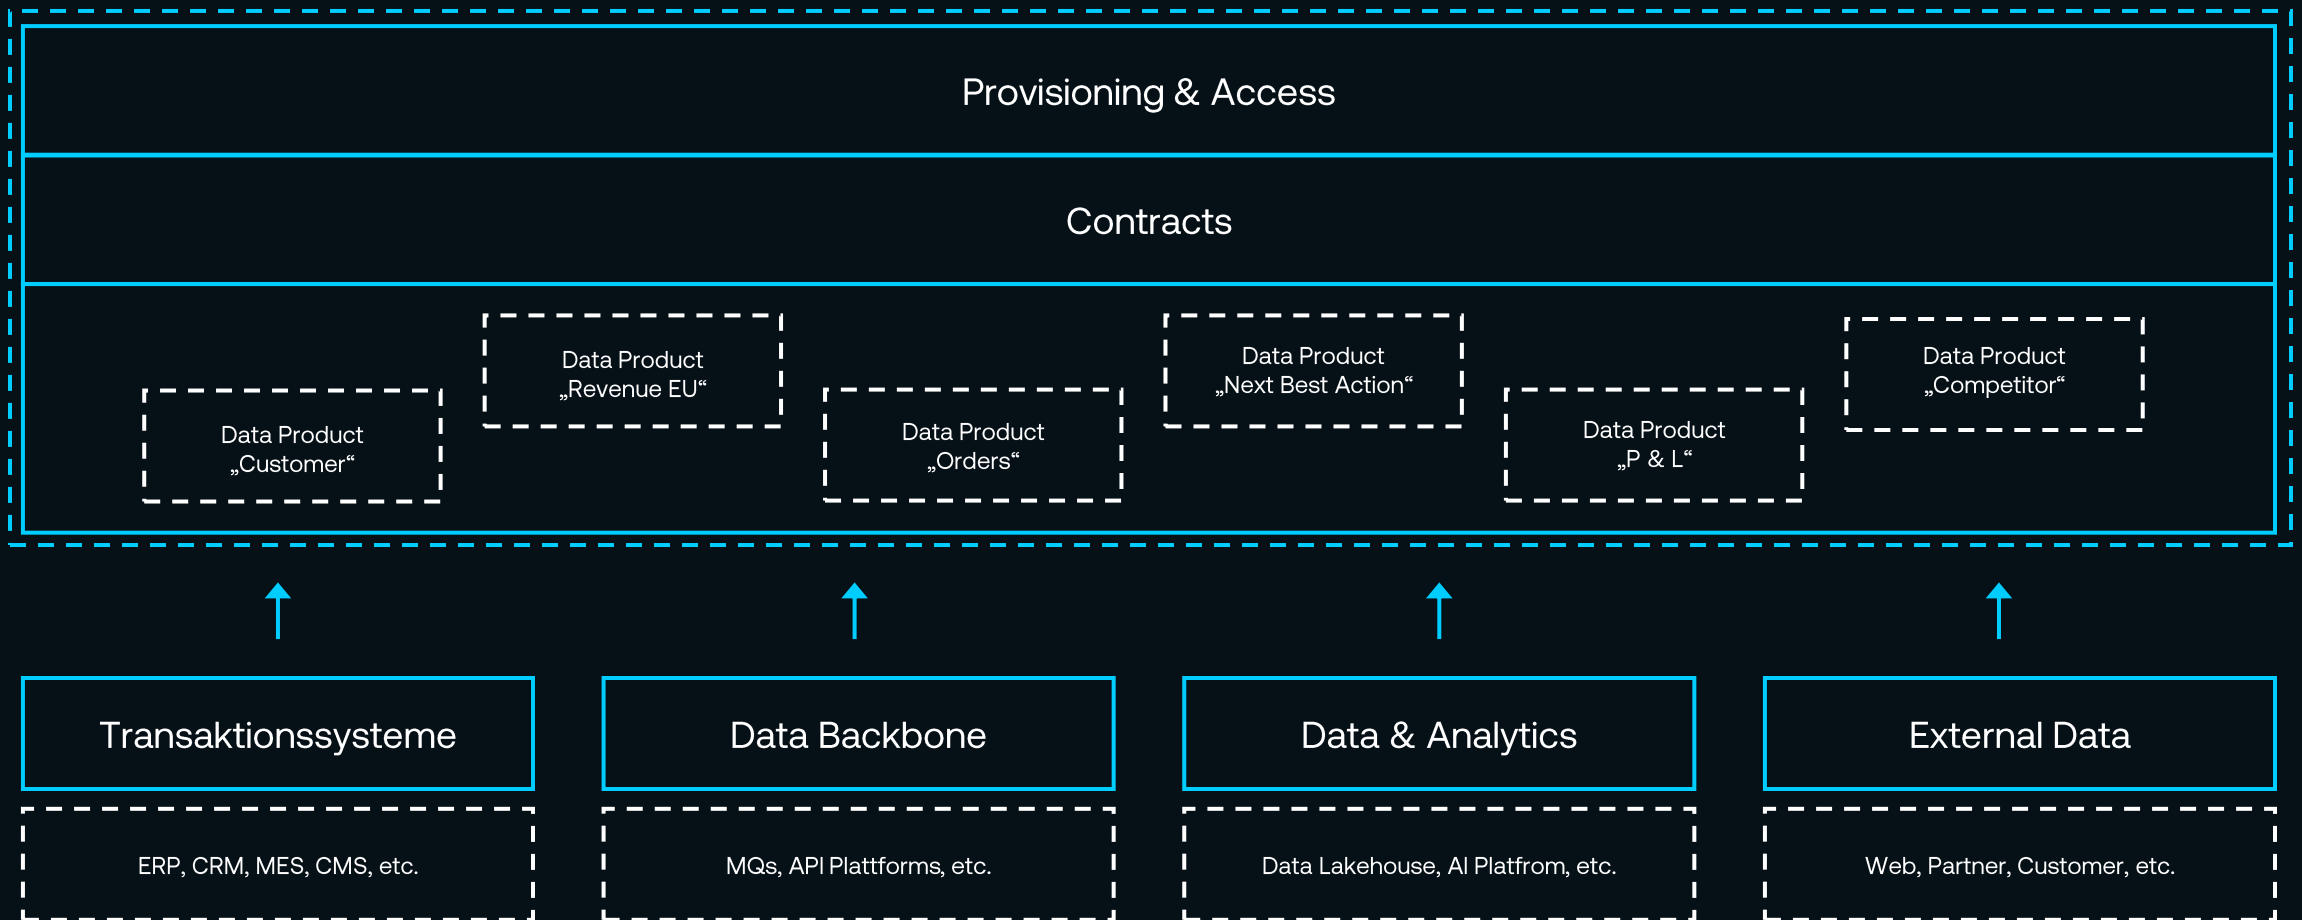 Provisioning & Access
Contracts
Data Product
„Customer“
Data Product
„Revenue EU“
Data Product
„Orders“
Data Product
„Next Best Action“
Data Product
„P & L“
Data Product
„Competitor“
Transaktionssysteme
Data Backbone
Data & Analytics
External Data
ERP, CRM, MES, CMS, etc.
MQs, API Plattforms, etc.
Data Lakehouse, AI Platfrom, etc.
Web, Partner, Customer, etc.